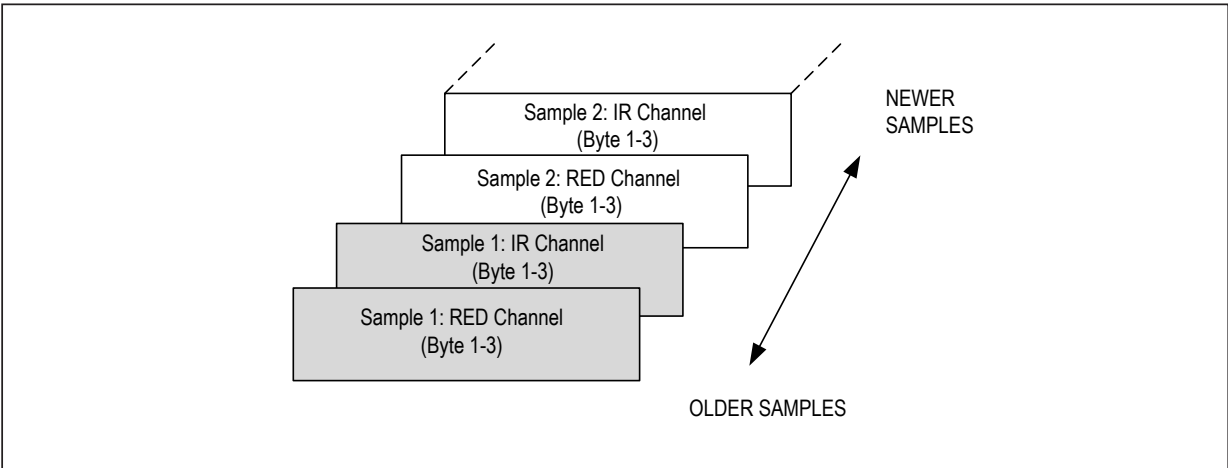 Sample 2: IR Channel
(Byte 1-3)
Sample 2: RED Channel
(Byte 1-3)
Sample 1: IR Channel
(Byte 1-3)
Sample 1: RED Channel
(Byte 1-3)
NEWER
SAMPLES
OLDER SAMPLES